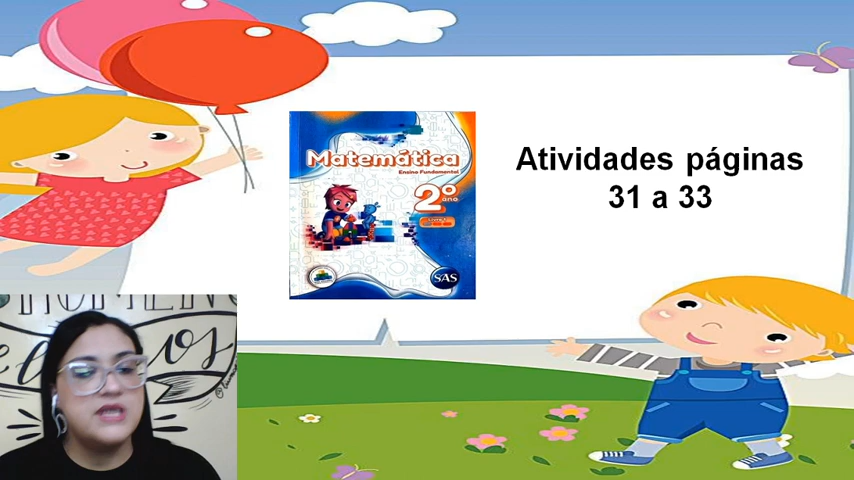 Matemática
Ensino Fundamental
2º
ano
SAS
Atividades páginas
31 a 33